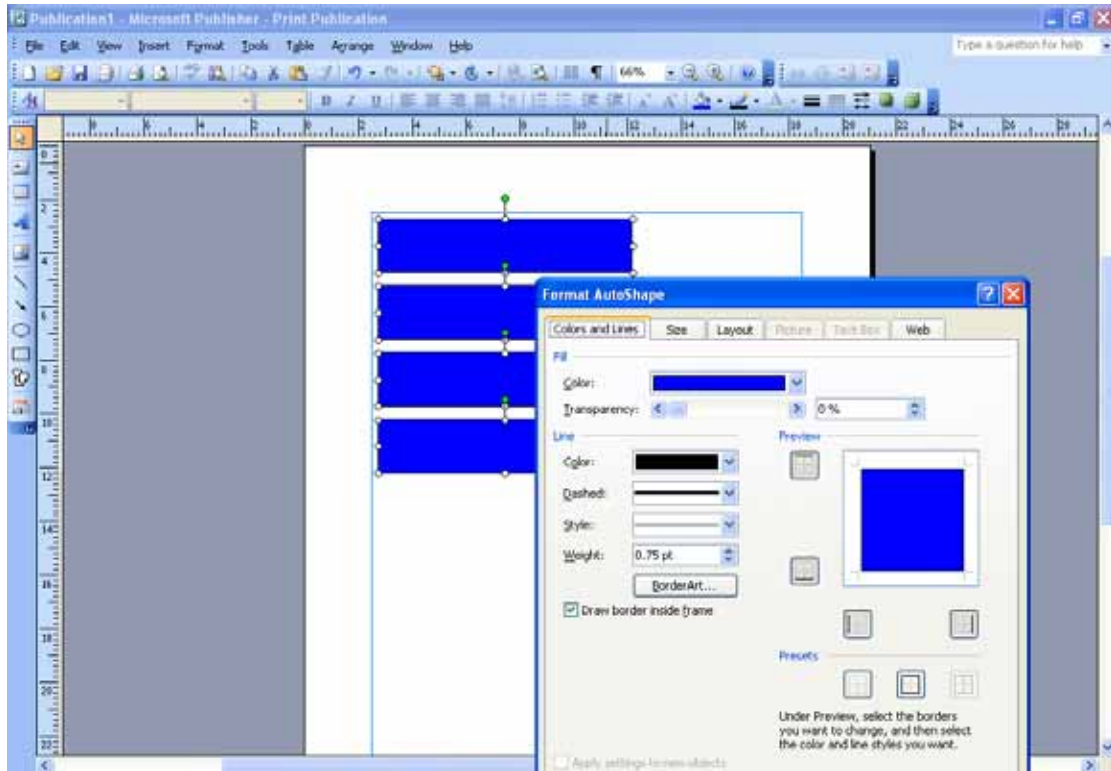 Publication1 - Microsoft Publisher - Print Publication
File Edit View Insert Format Tools Table Arrange Window Help
Type a question for help
66%
Format AutoShape
Colors and Lines Size Layout Picture Text Box Web
Fill
Color:
Transparency: 0 %
Line
Preview
Color:
Dashed:
Style:
Weight: 0.75 pt
BorderArt...
Draw border inside frame
Presets
Under Preview, select the borders
you want to change, and then select
the color and line styles you want.
Apply settings to new objects